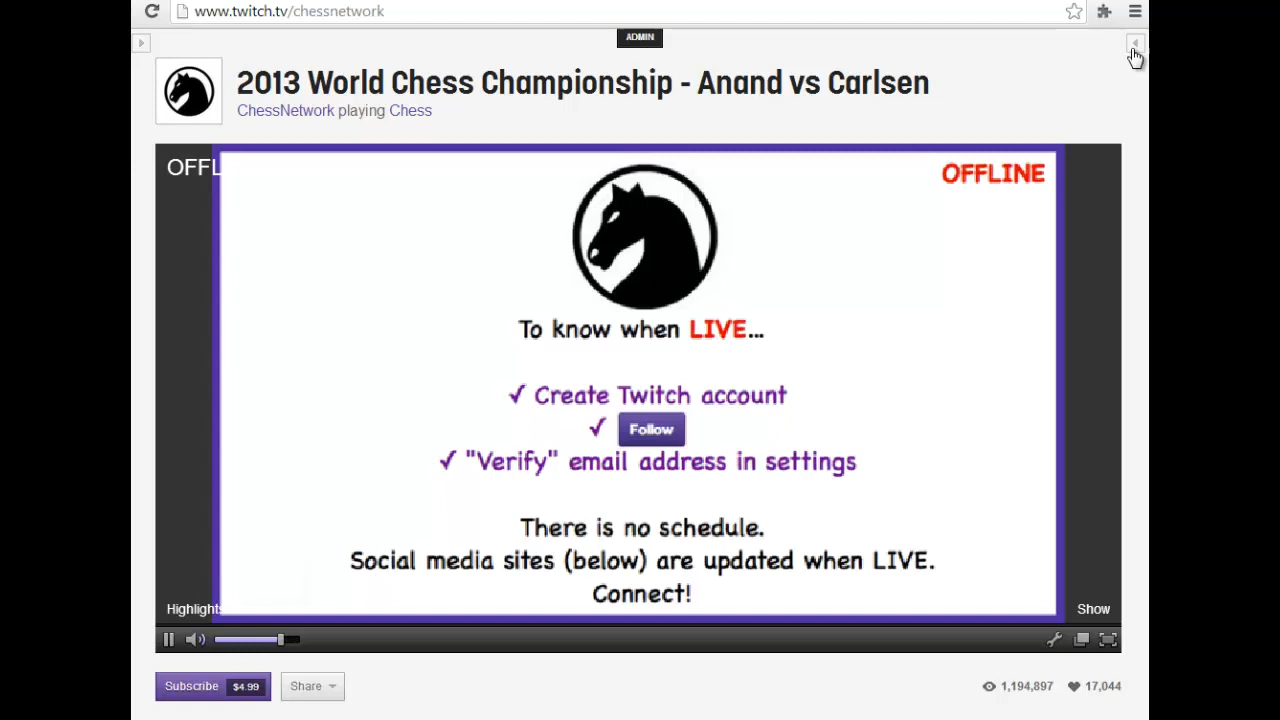 www.twitch.tv/chessnetwork
ADMIN
2013 World Chess Championship - Anand vs Carlsen
ChessNetwork playing Chess
OFFL
OFFLINE
To know when LIVE...
✓ Create Twitch account
✓ Follow
✓ "Verify" email address in settings
There is no schedule.
Social media sites (below) are updated when LIVE.
Connect!
Highlights
Show
Subscribe $4.99 Share
1,194,897 17,044